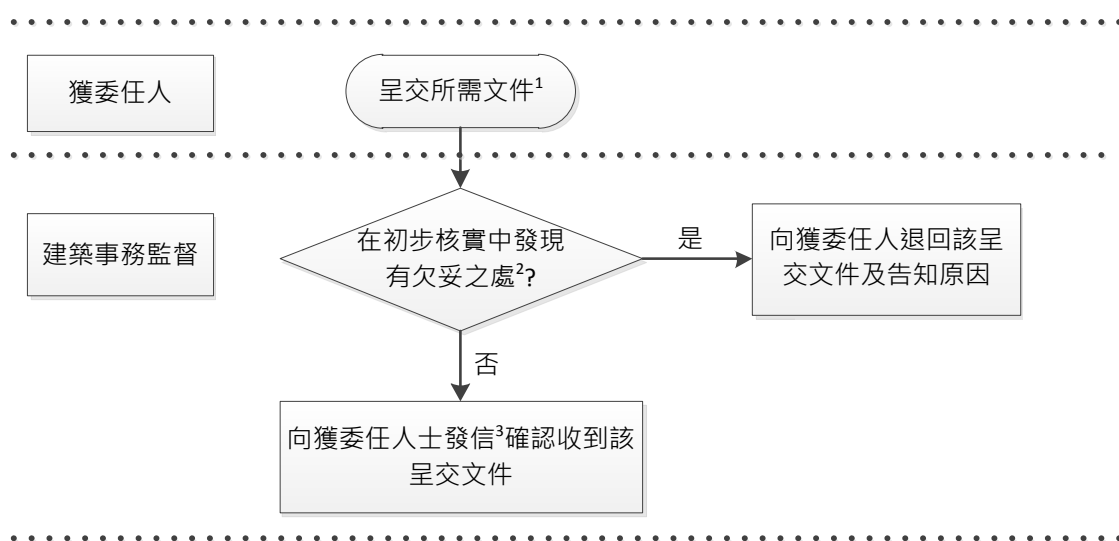 獲委任人
呈交所需文件¹
建築事務監督
在初步核實中發現
有欠妥之處²?
是
向獲委任人退回該呈
交文件及告知原因
否
向獲委任人士發信³確認收到該
呈交文件